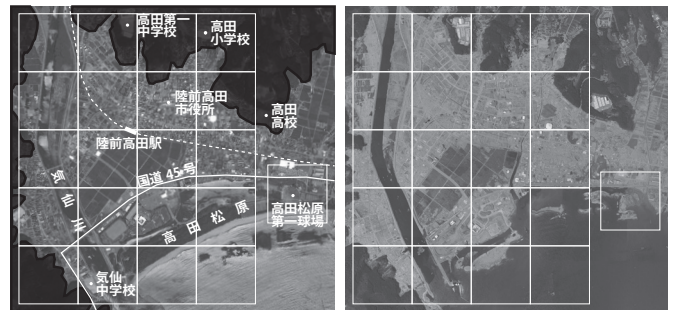 高田第一
中学校
高田
小学校
陸前高田
市役所
高田
高校
陸前高田駅
国道 45 号
気仙川
高田松原
高田松原
第一球場
気仙
中学校